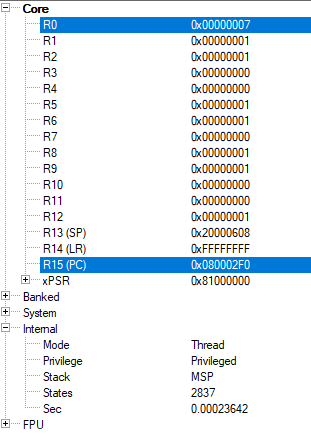 Core
R0 0x00000007
R1 0x00000001
R2 0x00000001
R3 0x00000000
R4 0x00000000
R5 0x00000001
R6 0x00000001
R7 0x00000000
R8 0x00000001
R9 0x00000001
R10 0x00000000
R11 0x00000000
R12 0x00000001
R13 (SP) 0x20000608
R14 (LR) 0xFFFFFFFF
R15 (PC) 0x080002F0
xPSR 0x81000000
Banked
System
Internal
Mode Thread
Privilege Privileged
Stack MSP
States 2837
Sec 0.00023642
FPU